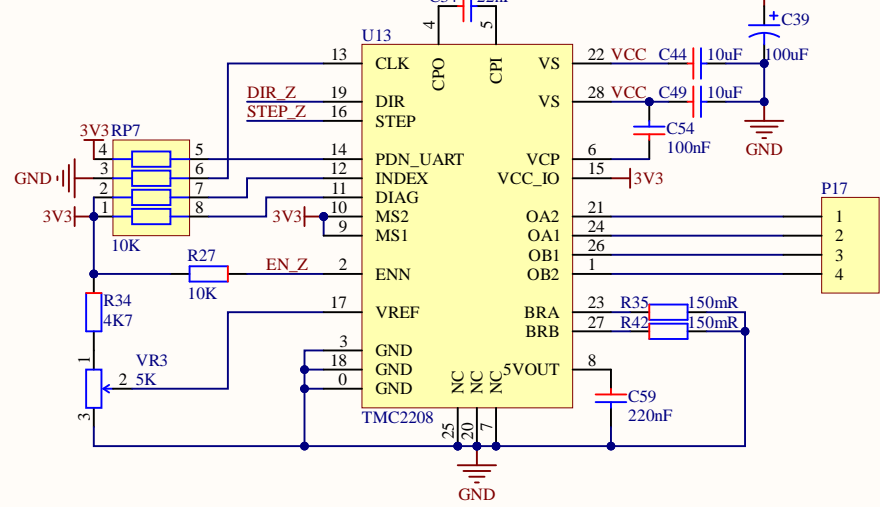 4
5
C39
100uF
U13
13 CLK
CPO
CPI
VS 22 VCC C44 10uF
DIR_Z
19 DIR
VS 28 VCC C49 10uF
STEP_Z
16 STEP
GND
C54
100nF
3V3 RP7
4 5
14 PDN_UART
VCP 6
GND 3 6
12 INDEX
VCC_IO 15 3V3
2 7
11 DIAG
3V3 1 8
3V3 10 MS2
9 MS1
10K
P17
OA2 21 1
OA1 24 2
OB1 26 3
OB2 1 4
R27
10K
EN_Z
2 ENN
R34
4K7
17 VREF
BRA 23 R35 150mR
BRB 27 R42 150mR
3 GND
18 GND
0 GND
1
VR3
2 5K
3
5VOUT 8
NC
NC
NC
C59
220nF
TMC2208
25
20
7
GND